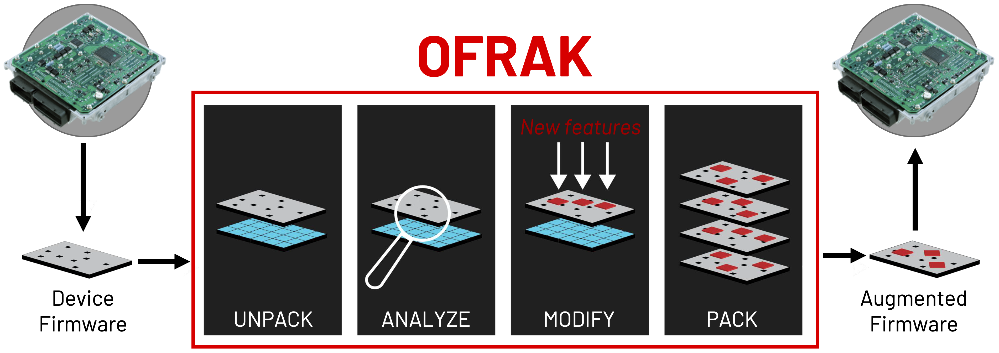 OFRAK
New features
UNPACK
ANALYZE
MODIFY
PACK
Device
Firmware
Augmented
Firmware